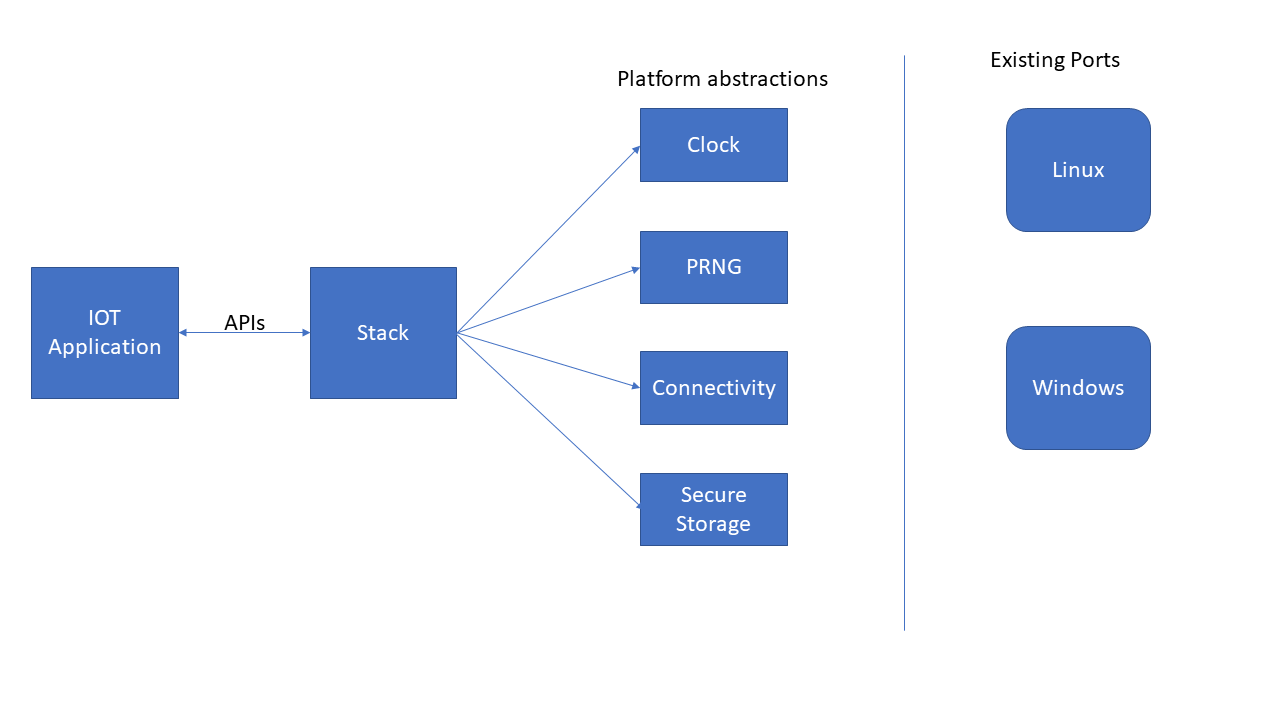 Existing Ports
Platform abstractions
Clock
Linux
PRNG
IOT
Application
APIs
Stack
Connectivity
Windows
Secure
Storage